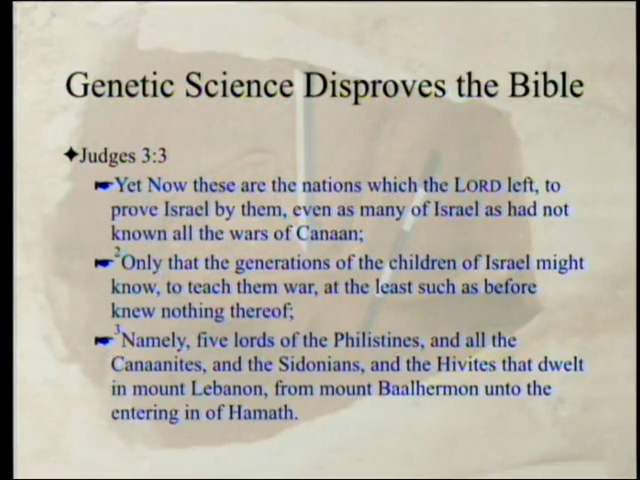 Genetic Science Disproves the Bible
Judges 3:3
Yet Now these are the nations which the LORD left, to
prove Israel by them, even as many of Israel as had not
known all the wars of Canaan;
2Only that the generations of the children of Israel might
know, to teach them war, at the least such as before
knew nothing thereof;
3Namely, five lords of the Philistines, and all the
Canaanites, and the Sidonians, and the Hivites that dwelt
in mount Lebanon, from mount Baalhermon unto the
entering in of Hamath.